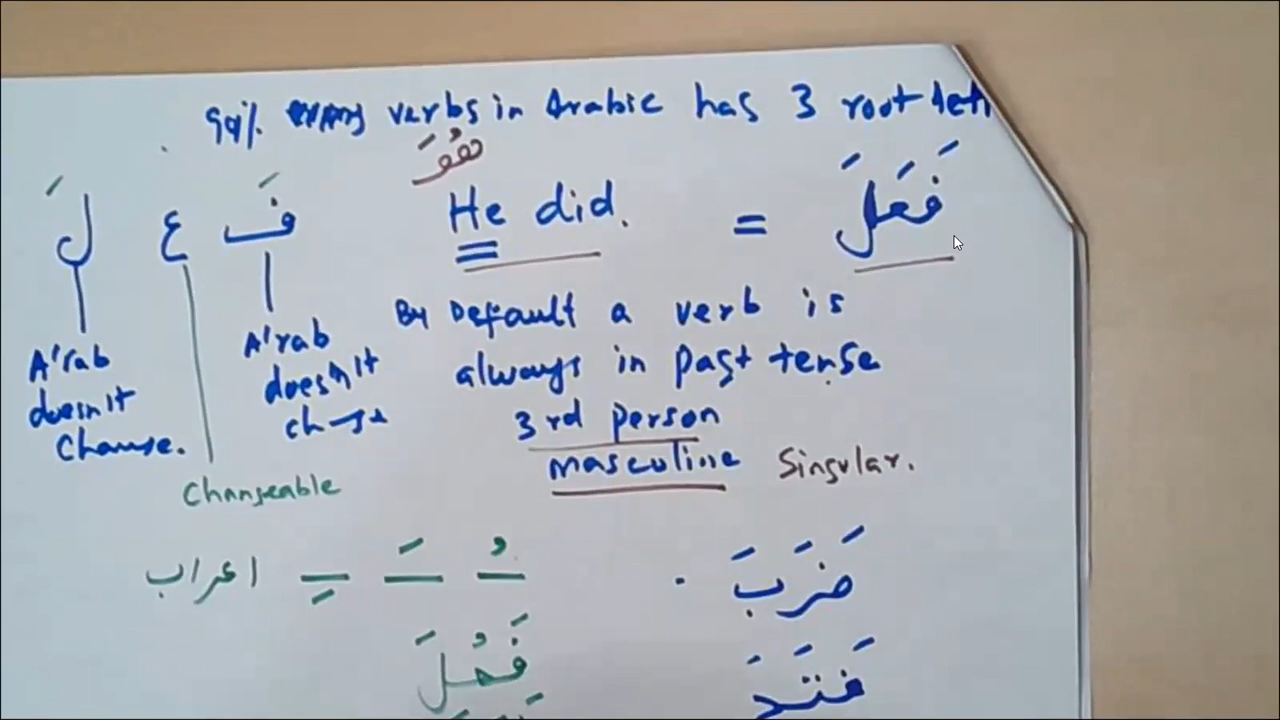 99% verbs in Arabic has 3 root lett
هُوَ
فَعَلَ = He did.
فَ ع لَ
By Default a verb is
always in past tense
3rd person
masculine Singular.
A'rab
doesn't
change
Changeable
A'rab
doesn't
Change.
اعراب
ضَرَبَ
فَعُلَ
فَتَحَ